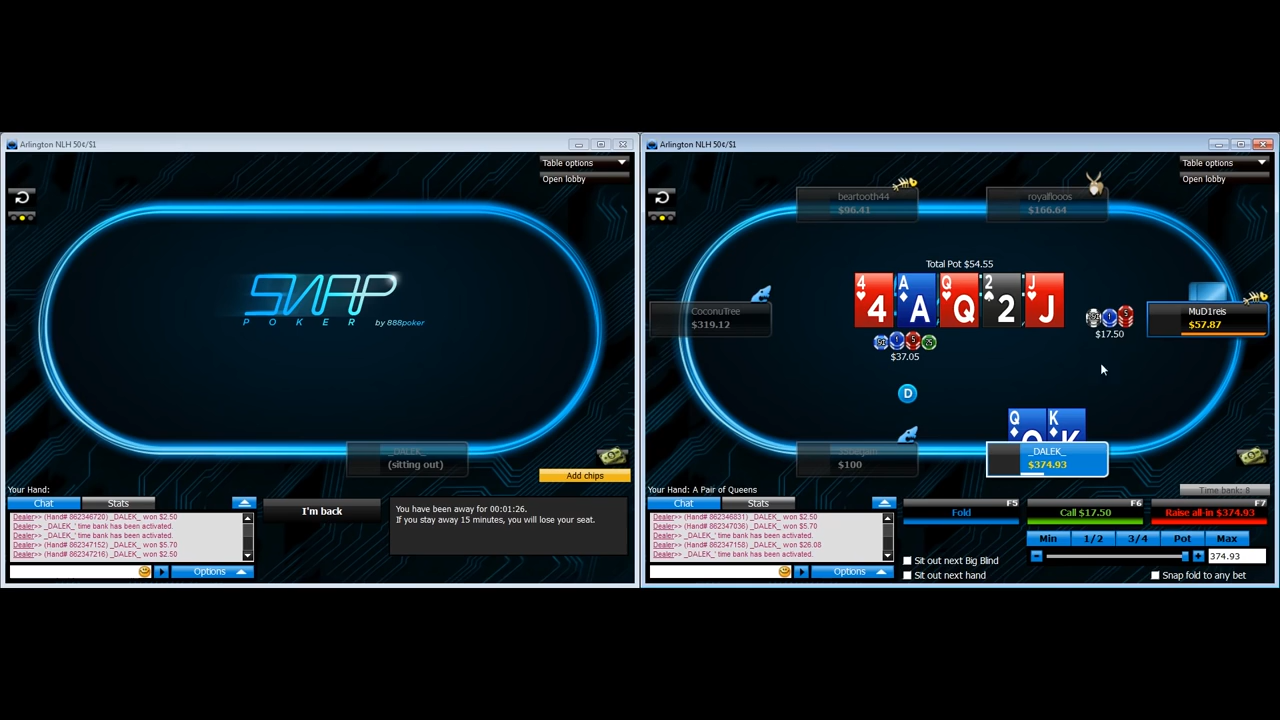 Arlington NLH 50¢/$1
Table options
Open lobby
SNAP
POKER by 888poker
_DALEK_
(sitting out)
Add chips
Your Hand:
Chat Stats
Dealer>> (Hand# 862346720) _DALEK_ won $2.50
Dealer>> _DALEK_' time bank has been activated.
Dealer>> _DALEK_' time bank has been activated.
Dealer>> (Hand# 862347152) _DALEK_ won $5.70
Dealer>> (Hand# 862347216) _DALEK_ won $2.50
Options
I'm back
You have been away for 00:01:26.
If you stay away 15 minutes, you will lose your seat.
Arlington NLH 50¢/$1
Table options
Open lobby
beartooth44
$96.41
royalflooos
$166.64
Total Pot $54.55
4 4
A A
Q Q
2 2
J J
CoconuTree
$319.12
MuD1reis
$57.87
$17.50
$37.05
D
Q K
$100
_DALEK_
$374.93
Your Hand: A Pair of Queens
Time bank: 8
Chat Stats
Dealer>> (Hand# 862346831) _DALEK_ won $2.50
Dealer>> (Hand# 862347036) _DALEK_ won $5.70
Dealer>> _DALEK_' time bank has been activated.
Dealer>> (Hand# 862347158) _DALEK_ won $26.08
Dealer>> _DALEK_' time bank has been activated.
Options
F5
Fold
F6
Call $17.50
F7
Raise all-in $374.93
Min 1/2 3/4 Pot Max
374.93
Sit out next Big Blind
Sit out next hand
Snap fold to any bet